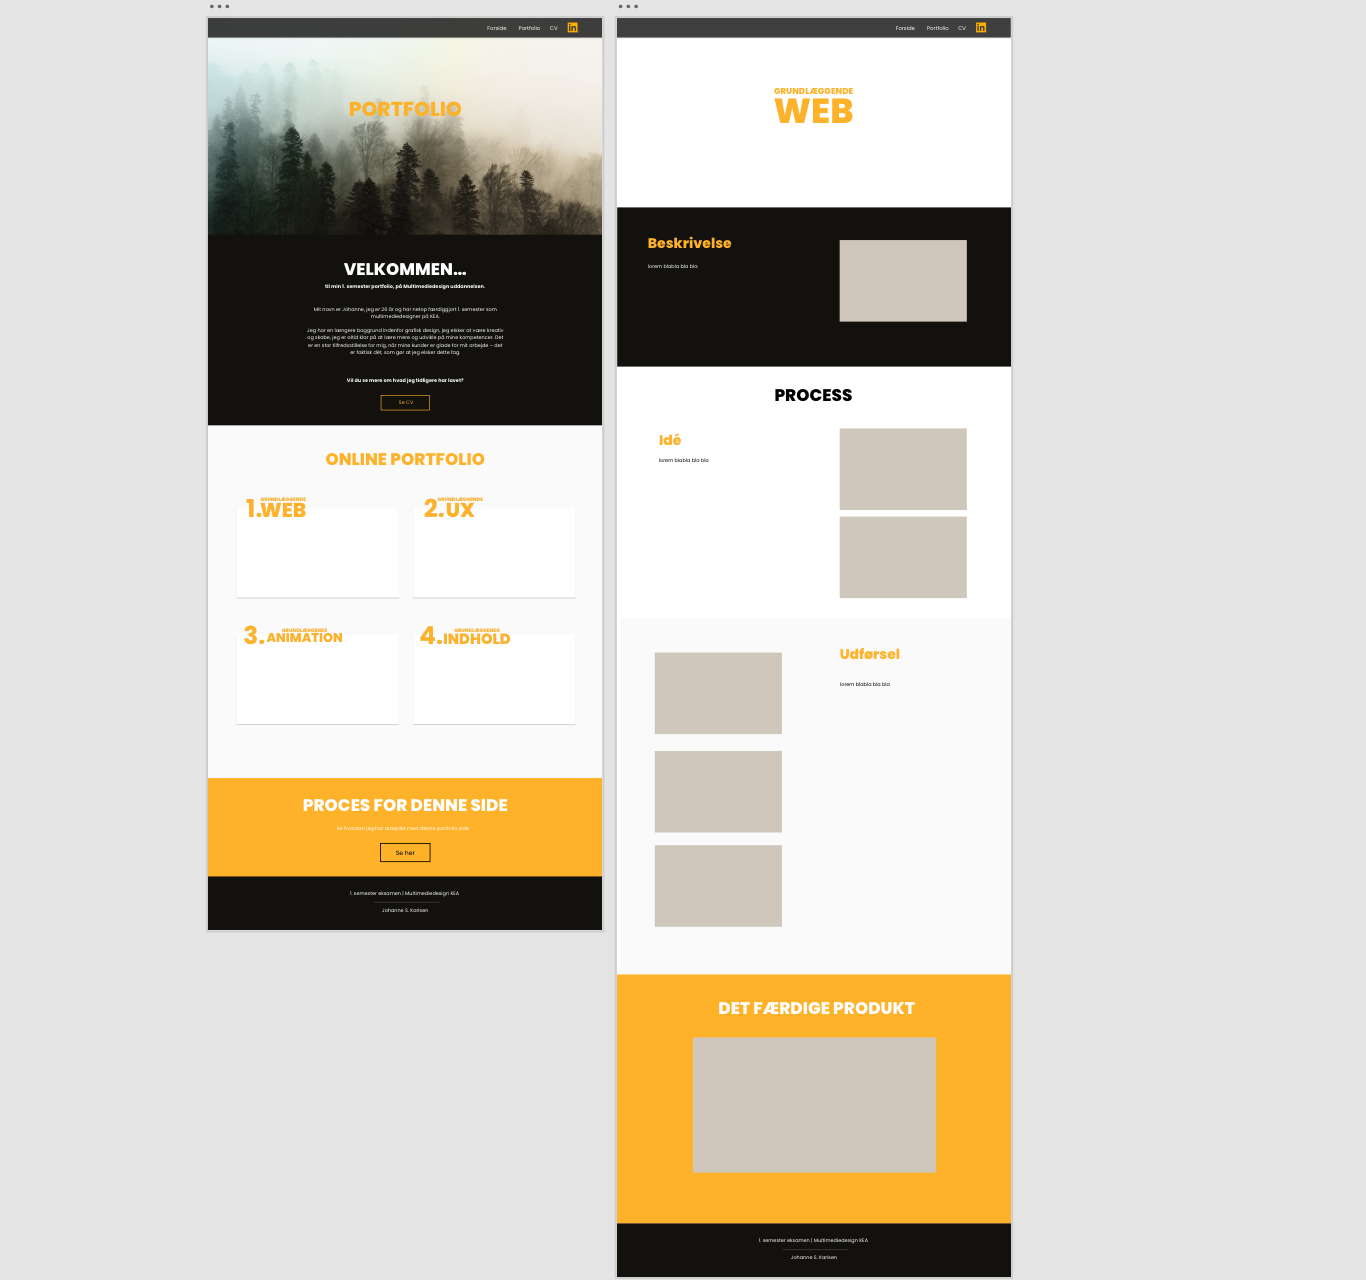 Forside Portfolio CV in
PORTFOLIO
VELKOMMEN...
til min 1. semester portfolio, på Multimediedesign uddannelsen.
Mit navn er Johanne, jeg er 26 år og har netop færdiggjort 1. semester som
multimediedesigner på KEA.
Jeg har en længere baggrund indenfor grafisk design, jeg elsker at være kreativ
og skabe, jeg er altid klar på at lære mere og udvikle på mine kompetencer. Det
er en stor tilfredsstillelse for mig, når mine kunder er glade for mit arbejde – det
er faktisk dét, som gør at jeg elsker dette fag.
Vil du se mere om hvad jeg tidligere har lavet?
Se CV
ONLINE PORTFOLIO
GRUNDLÆGGENDE
1.WEB
GRUNDLÆGGENDE
2.UX
GRUNDLÆGGENDE
3.ANIMATION
GRUNDLÆGGENDE
4.INDHOLD
PROCES FOR DENNE SIDE
Se hvordan jeg har arbejdet med denne portfolio side.
Se her
1. semester eksamen | Multimediedesign KEA
Johanne S. Karlsen
Forside Portfolio CV in
GRUNDLÆGGENDE
WEB
Beskrivelse
lorem blabla bla bla
PROCESS
Idé
lorem blabla bla bla
Udførsel
lorem blabla bla bla
DET FÆRDIGE PRODUKT
1. semester eksamen | Multimediedesign KEA
Johanne S. Karlsen